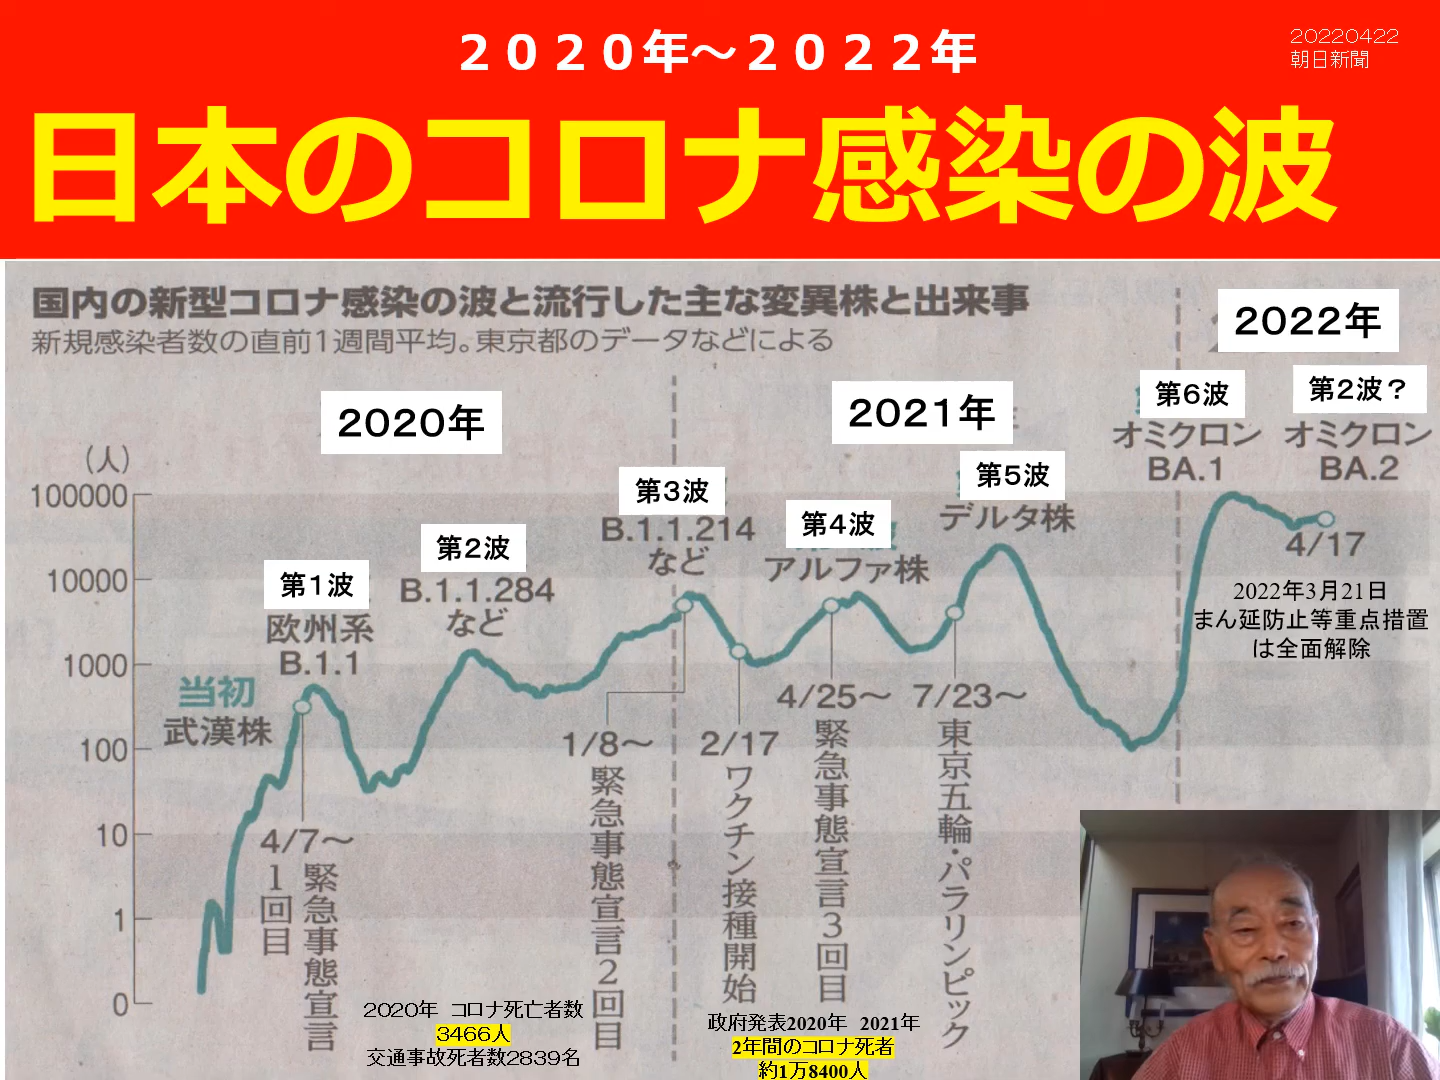 ２０２０年～２０２２年
20220422
朝日新聞
日本のコロナ感染の波
国内の新型コロナ感染の波と流行した主な変異株と出来事
新規感染者数の直前1週間平均。東京都のデータなどによる
2020年
2021年
2022年
(人)
100000
10000
1000
100
10
1
0
当初
武漢株
第1波
欧州系
B.1.1
第2波
B.1.1.284
など
第3波
B.1.1.214
など
第4波
アルファ株
第5波
デルタ株
第6波
オミクロン
BA.1
第2波？
オミクロン
BA.2
4/17
2022年3月21日
まん延防止等重点措置
は全面解除
4/7～
緊急事態宣言
1回目
1/8～
緊急事態宣言2回目
2/17
ワクチン接種開始
4/25～
緊急事態宣言3回目
7/23～
東京五輪・パラリンピック
2020年　コロナ死亡者数
3466人
交通事故死者数2839名
政府発表2020年　2021年
2年間のコロナ死者
約1万8400人